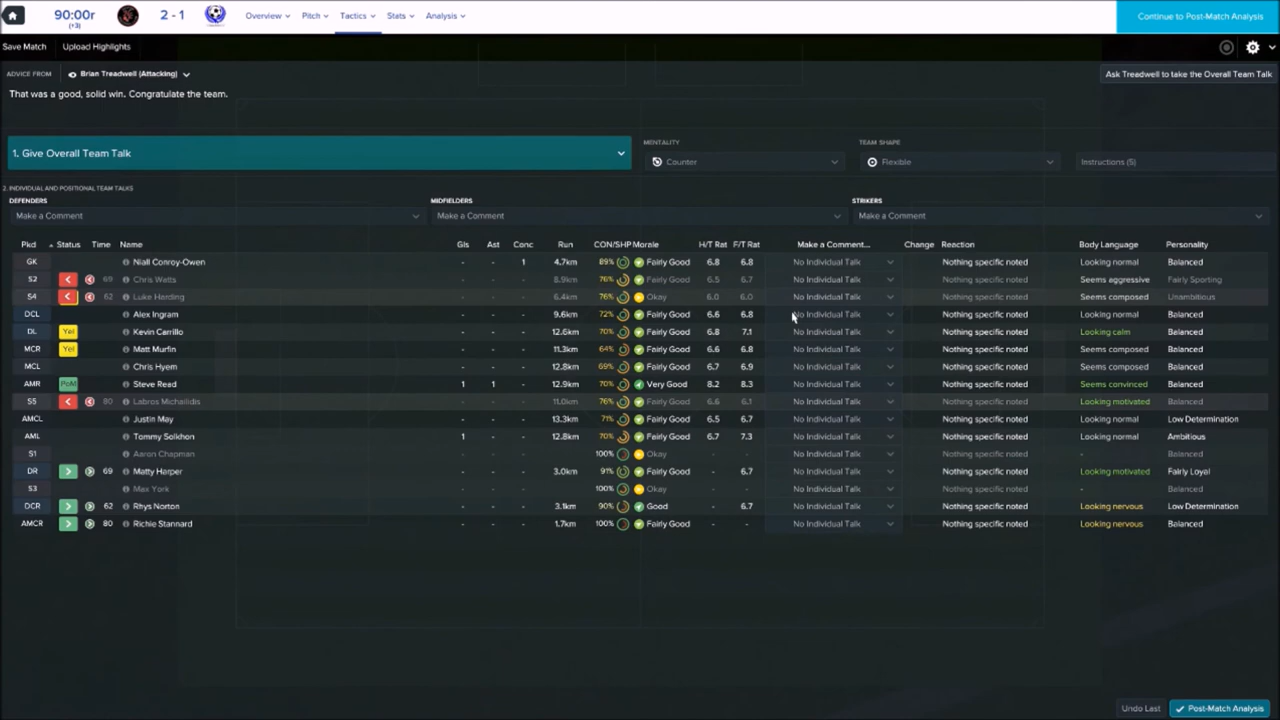 90:00r
(+3)
2 - 1
Overview
Pitch
Tactics
Stats
Analysis
Continue to Post-Match Analysis
Save Match
Upload Highlights
ADVICE FROM
Brian Treadwell (Attacking)
Ask Treadwell to take the Overall Team Talk
That was a good, solid win. Congratulate the team.
1. Give Overall Team Talk
MENTALITY
Counter
TEAM SHAPE
Flexible
Instructions (5)
2. INDIVIDUAL AND POSITIONAL TEAM TALKS
DEFENDERS
Make a Comment
MIDFIELDERS
Make a Comment
STRIKERS
Make a Comment
Pkd Status Time Name Gls Ast Conc Run CON/SHP Morale H/T Rat F/T Rat Make a Comment... Change Reaction Body Language Personality
GK Niall Conroy-Owen - - 1 4.7km 89% Fairly Good 6.8 6.8 No Individual Talk Nothing specific noted Looking normal Balanced
S2 69 Chris Watts - - - 8.9km 76% Fairly Good 6.5 6.7 No Individual Talk Nothing specific noted Seems aggressive Fairly Sporting
S4 62 Luke Harding - - - 6.4km 76% Okay 6.0 6.0 No Individual Talk Nothing specific noted Seems composed Unambitious
DCL Alex Ingram - - - 9.6km 72% Fairly Good 6.6 6.8 No Individual Talk Nothing specific noted Looking normal Balanced
DL Yel Kevin Carrillo - - - 12.6km 70% Fairly Good 6.8 7.1 No Individual Talk Nothing specific noted Looking calm Balanced
MCR Yel Matt Murfin - - - 11.3km 64% Fairly Good 6.6 6.8 No Individual Talk Nothing specific noted Seems composed Balanced
MCL Chris Hyem - - - 12.8km 69% Fairly Good 6.7 6.9 No Individual Talk Nothing specific noted Seems composed Balanced
AMR PoM Steve Read 1 1 - 12.9km 70% Very Good 8.2 8.3 No Individual Talk Nothing specific noted Seems convinced Balanced
S5 80 Labros Michailidis - - - 11.0km 76% Fairly Good 6.6 6.1 No Individual Talk Nothing specific noted Looking motivated Balanced
AMCL Justin May - - - 13.3km 71% Fairly Good 6.5 6.7 No Individual Talk Nothing specific noted Looking normal Low Determination
AML Tommy Solkhon 1 - - 12.8km 70% Fairly Good 6.7 7.3 No Individual Talk Nothing specific noted Looking normal Ambitious
S1 Aaron Chapman - - - 100% Okay - - No Individual Talk Nothing specific noted - Balanced
DR 69 Matty Harper - - - 3.0km 91% Fairly Good - 6.7 No Individual Talk Nothing specific noted Looking motivated Fairly Loyal
S3 Max York - - - 100% Okay - - No Individual Talk Nothing specific noted - Balanced
DCR 62 Rhys Norton - - - 3.1km 90% Good - 6.7 No Individual Talk Nothing specific noted Looking nervous Low Determination
AMCR 80 Richie Stannard - - - 1.7km 100% Fairly Good - - No Individual Talk Nothing specific noted Looking nervous Balanced
Undo Last
Post-Match Analysis